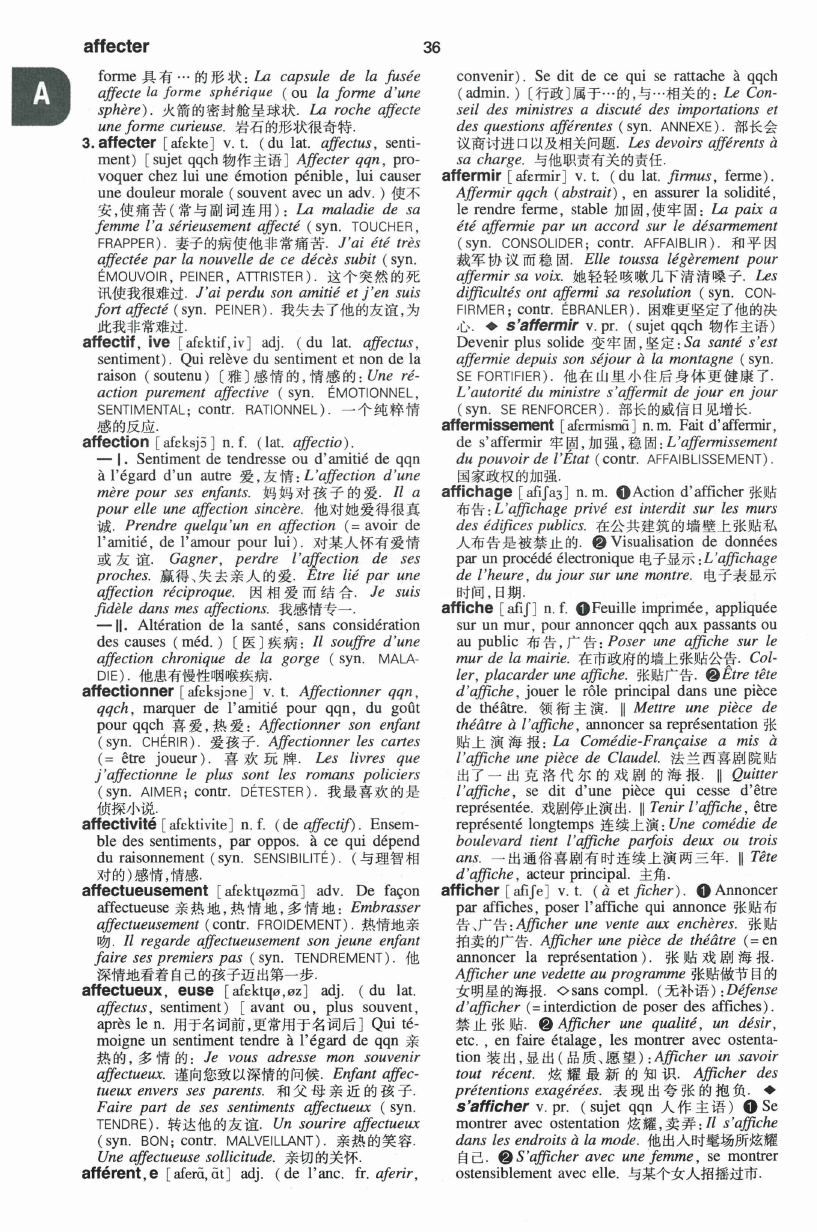 affecter
36
A
forme 具有…的形状: La capsule de la fusée
affecte la forme sphérique (ou la forme d'une
sphère). 火箭的密封舱呈球状. La roche affecte
une forme curieuse. 岩石的形状很奇特.
3. affecter [afɛkte] v. t. (du lat. affectus, senti-
ment) [sujet qqch 物作主语] Affecter qqn, pro-
voquer chez lui une émotion pénible, lui causer
une douleur morale (souvent avec un adv.) 使不
安,使痛苦(常与副词连用): La maladie de sa
femme l'a sérieusement affecté (syn. TOUCHER,
FRAPPER). 妻子的病使他非常痛苦. J'ai été très
affectée par la nouvelle de ce décès subit (syn.
ÉMOUVOIR, PEINER, ATTRISTER). 这个突然的死
讯使我很难过. J'ai perdu son amitié et j'en suis
fort affecté (syn. PEINER). 我失去了他的友谊,为
此我非常难过.
affectif, ive [afɛktif,iv] adj. (du lat. affectus,
sentiment). Qui relève du sentiment et non de la
raison (soutenu) 〔雅〕感情的,情感的: Une ré-
action purement affective (syn. ÉMOTIONNEL,
SENTIMENTAL; contr. RATIONNEL). 一个纯粹情
感的反应.
affection [afɛksjɔ̃] n. f. (lat. affectio).
— I. Sentiment de tendresse ou d'amitié de qqn
à l'égard d'un autre 爱,友情: L'affection d'une
mère pour ses enfants. 妈妈对孩子的爱. Il a
pour elle une affection sincère. 他对她爱得很真
诚. Prendre quelqu'un en affection (= avoir de
l'amitié, de l'amour pour lui). 对某人怀有爱情
或友谊. Gagner, perdre l'affection de ses
proches. 赢得、失去亲人的爱. Être lié par une
affection réciproque. 因相爱而结合. Je suis
fidèle dans mes affections. 我感情专一.
— II. Altération de la santé, sans considération
des causes (méd.) 〔医〕疾病: Il souffre d'une
affection chronique de la gorge (syn. MALA-
DIE). 他患有慢性咽喉疾病.
affectionner [afɛksjɔne] v. t. Affectionner qqn,
qqch, marquer de l'amitié pour qqn, du goût
pour qqch 喜爱,热爱: Affectionner son enfant
(syn. CHÉRIR). 爱孩子. Affectionner les cartes
(= être joueur). 喜欢玩牌. Les livres que
j'affectionne le plus sont les romans policiers
(syn. AIMER; contr. DÉTESTER). 我最喜欢的是
侦探小说.
affectivité [afɛktivite] n. f. (de affectif). Ensem-
ble des sentiments, par oppos. à ce qui dépend
du raisonnement (syn. SENSIBILITÉ). (与理智相
对的)感情,情感.
affectueusement [afɛktɥøzmɑ̃] adv. De façon
affectueuse 亲热地,热情地,多情地: Embrasser
affectueusement (contr. FROIDEMENT). 热情地亲
吻. Il regarde affectueusement son jeune enfant
faire ses premiers pas (syn. TENDREMENT). 他
深情地看着自己的孩子迈出第一步.
affectueux, euse [afɛktɥø,øz] adj. (du lat.
affectus, sentiment) [avant ou, plus souvent,
après le n. 用于名词前,更常用于名词后] Qui té-
moigne un sentiment tendre à l'égard de qqn 亲
热的,多情的: Je vous adresse mon souvenir
affectueux. 谨向您致以深情的问候. Enfant affec-
tueux envers ses parents. 和父母亲近的孩子.
Faire part de ses sentiments affectueux (syn.
TENDRE). 转达他的友谊. Un sourire affectueux
(syn. BON; contr. MALVEILLANT). 亲热的笑容.
Une affectueuse sollicitude. 亲切的关怀.
afférent, e [aferɑ̃, ɑ̃t] adj. (de l'anc. fr. aferir,
convenir). Se dit de ce qui se rattache à qqch
(admin.) 〔行政〕属于…的,与…相关的: Le Con-
seil des ministres a discuté des importations et
des questions afférentes (syn. ANNEXE). 部长会
议商讨进口以及相关问题. Les devoirs afférents à
sa charge. 与他职责有关的责任.
affermir [afɛrmir] v. t. (du lat. firmus, ferme).
Affermir qqch (abstrait), en assurer la solidité,
le rendre ferme, stable 加固,使牢固: La paix a
été affermie par un accord sur le désarmement
(syn. CONSOLIDER; contr. AFFAIBLIR). 和平因
裁军协议而稳固. Elle toussa légèrement pour
affermir sa voix. 她轻轻咳嗽几下清清嗓子. Les
difficultés ont affermi sa resolution (syn. CON-
FIRMER; contr. ÉBRANLER). 困难更坚定了他的决
心. ◆ s'affermir v. pr. (sujet qqch 物作主语)
Devenir plus solide 变牢固,坚定: Sa santé s'est
affermie depuis son séjour à la montagne (syn.
SE FORTIFIER). 他在山里小住后身体更健康了.
L'autorité du ministre s'affermit de jour en jour
(syn. SE RENFORCER). 部长的威信日见增长.
affermissement [afɛrmismɑ̃] n. m. Fait d'affermir,
de s'affermir 牢固,加强,稳固: L'affermissement
du pouvoir de l'État (contr. AFFAIBLISSEMENT).
国家政权的加强.
affichage [afiʃaʒ] n. m. ❶ Action d'afficher 张贴
布告: L'affichage privé est interdit sur les murs
des édifices publics. 在公共建筑的墙壁上张贴私
人布告是被禁止的. ❷ Visualisation de données
par un procédé électronique 电子显示: L'affichage
de l'heure, du jour sur une montre. 电子表显示
时间,日期.
affiche [afiʃ] n. f. ❶ Feuille imprimée, appliquée
sur un mur, pour annoncer qqch aux passants ou
au public 布告,广告: Poser une affiche sur le
mur de la mairie. 在市政府的墙上张贴公告. Col-
ler, placarder une affiche. 张贴广告. ❷ Être tête
d'affiche, jouer le rôle principal dans une pièce
de théâtre. 领衔主演. ‖ Mettre une pièce de
théâtre à l'affiche, annoncer sa représentation 张
贴上演海报: La Comédie-Française a mis à
l'affiche une pièce de Claudel. 法兰西喜剧院贴
出了一出克洛代尔的戏剧的海报. ‖ Quitter
l'affiche, se dit d'une pièce qui cesse d'être
représentée. 戏剧停止演出. ‖ Tenir l'affiche, être
représenté longtemps 连续上演: Une comédie de
boulevard tient l'affiche parfois deux ou trois
ans. 一出通俗喜剧有时连续上演两三年. ‖ Tête
d'affiche, acteur principal. 主角.
afficher [afiʃe] v. t. (à et ficher). ❶ Annoncer
par affiches, poser l'affiche qui annonce 张贴布
告、广告: Afficher une vente aux enchères. 张贴
拍卖的广告. Afficher une pièce de théâtre (= en
annoncer la représentation). 张贴戏剧海报.
Afficher une vedette au programme 张贴做节目的
女明星的海报. ◇ sans compl. (无补语): Défense
d'afficher (= interdiction de poser des affiches).
禁止张贴. ❷ Afficher une qualité, un désir,
etc., en faire étalage, les montrer avec ostenta-
tion 装出,显出(品质、愿望): Afficher un savoir
tout récent. 炫耀最新的知识. Afficher des
prétentions exagérées. 表现出夸张的抱负. ◆
s'afficher v. pr. (sujet qqn 人作主语) ❶ Se
montrer avec ostentation 炫耀,卖弄: Il s'affiche
dans les endroits à la mode. 他出入时髦场所炫耀
自己. ❷ S'afficher avec une femme, se montrer
ostensiblement avec elle. 与某个女人招摇过市.